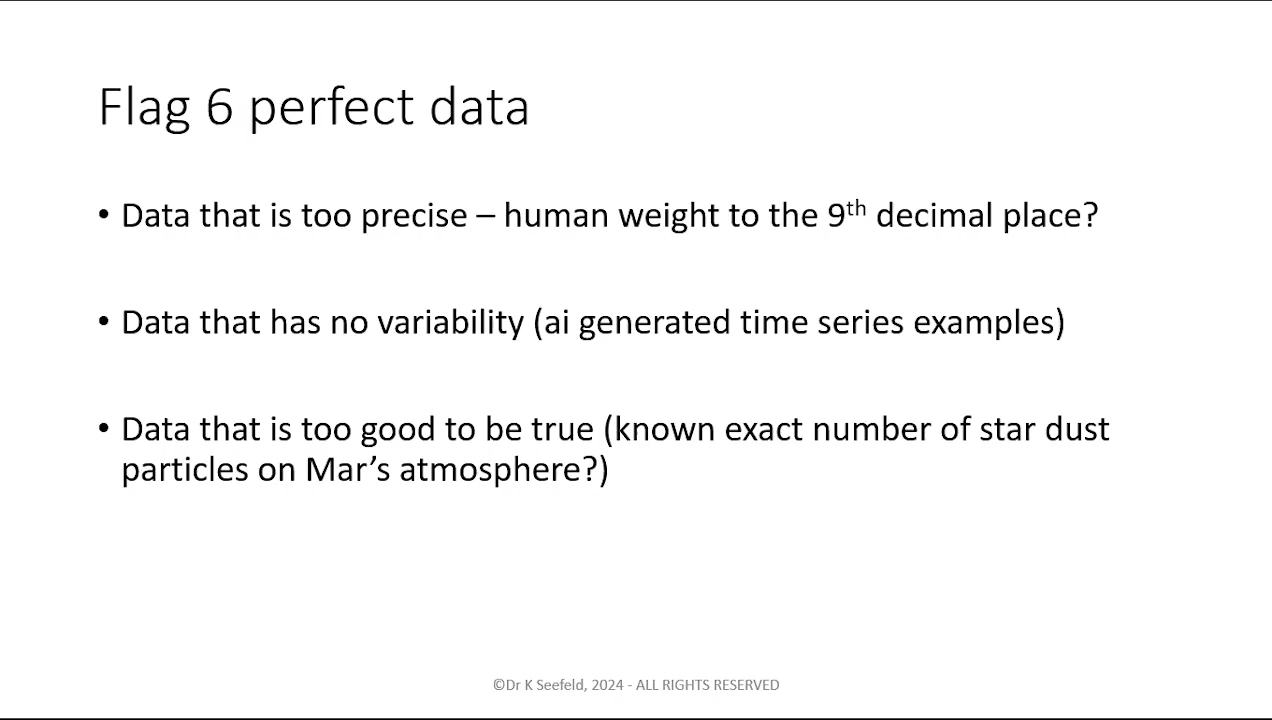 Flag 6 perfect data
• Data that is too precise – human weight to the 9th decimal place?
• Data that has no variability (ai generated time series examples)
• Data that is too good to be true (known exact number of star dust
particles on Mar’s atmosphere?)
©Dr K Seefeld, 2024 - ALL RIGHTS RESERVED